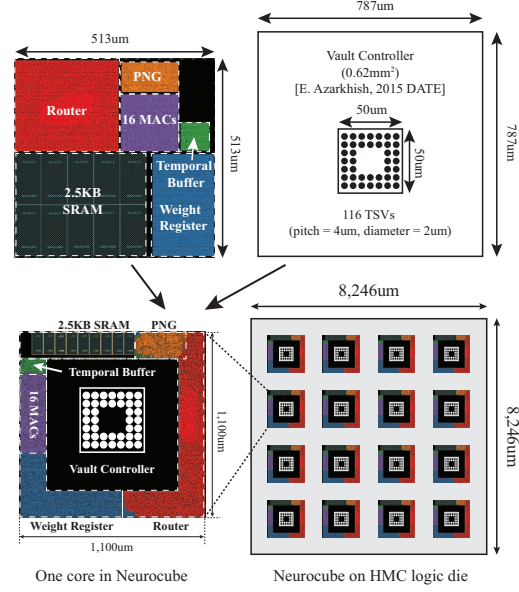 513um
PNG
Router
16 MACs
Temporal
Buffer
2.5KB
SRAM
Weight
Register
513um
787um
Vault Controller
(0.62mm²)
[E. Azarkhish, 2015 DATE]
50um
50um
116 TSVs
(pitch = 4um, diameter = 2um)
787um
2.5KB SRAM
PNG
Temporal Buffer
16 MACs
Vault Controller
Weight Register
Router
1,100um
1,100um
One core in Neurocube
8,246um
8,246um
Neurocube on HMC logic die